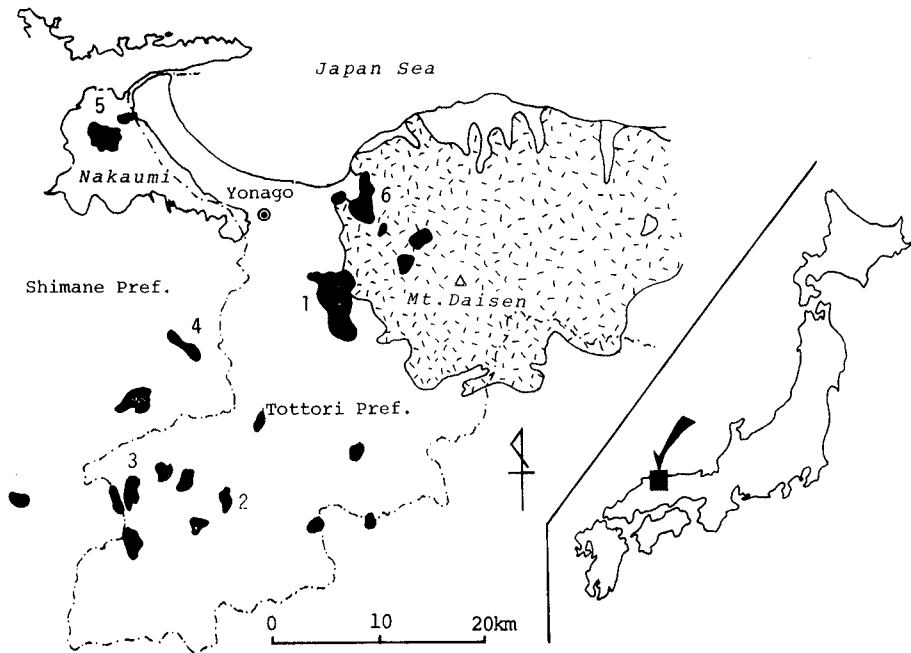 Japan Sea
5
Nakaumi
Yonago
6
Shimane Pref.
1
Mt.Daisen
4
Tottori Pref.
3
2
0 10 20km